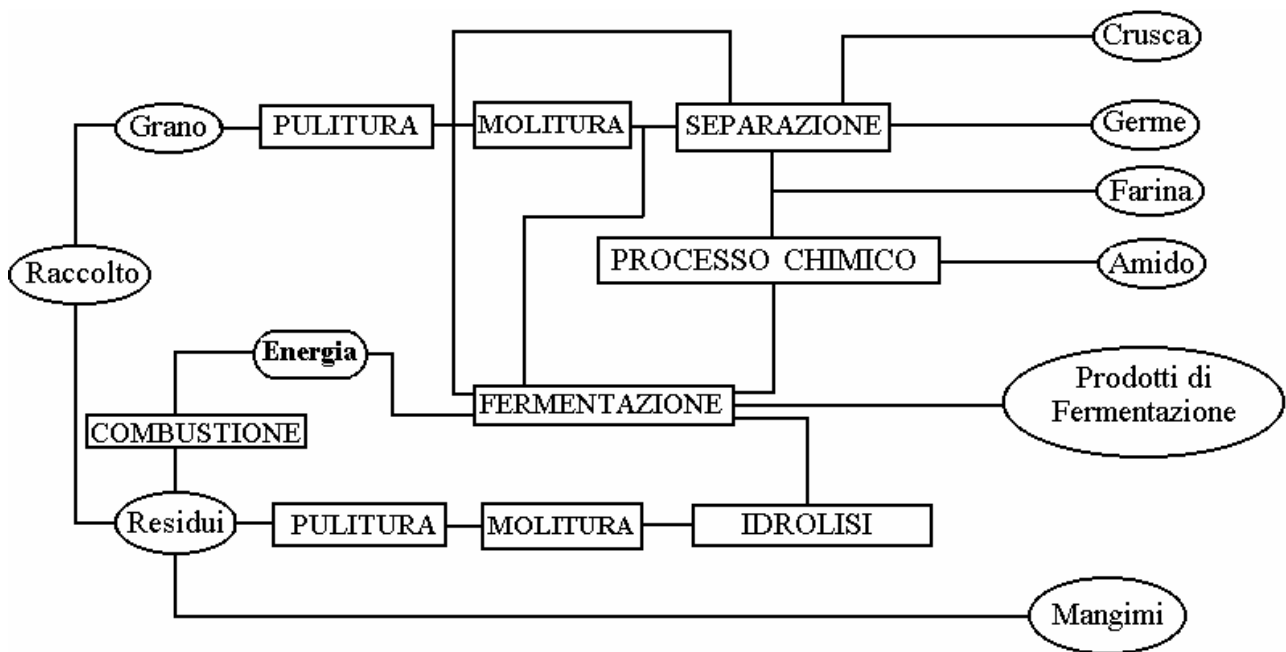 Crusca
Grano
PULITURA
MOLITURA
SEPARAZIONE
Germe
Farina
Raccolto
PROCESSO CHIMICO
Amido
Energia
Prodotti di
Fermentazione
FERMENTAZIONE
COMBUSTIONE
Residui
PULITURA
MOLITURA
IDROLISI
Mangimi